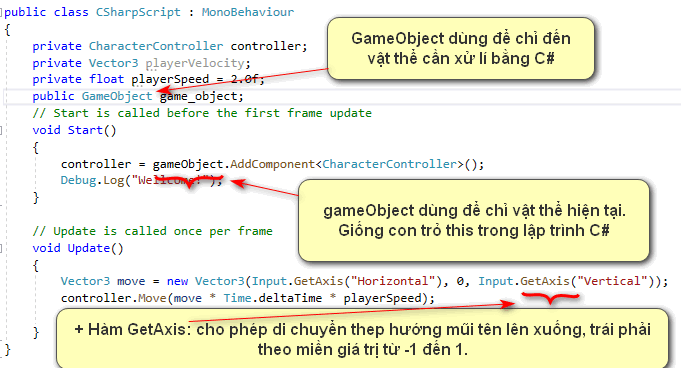 public class CSharpScript : MonoBehaviour
{
GameObject dùng để chỉ đến
vật thể cần xử lí bằng C#
private CharacterController controller;
private Vector3 playerVelocity;
private float playerSpeed = 2.0f;
public GameObject game_object;
// Start is called before the first frame update
void Start()
{
controller = gameObject.AddComponent<CharacterController>();
Debug.Log("Wellcome!");
}
gameObject dùng để chỉ vật thể hiện tại.
Giống con trỏ this trong lập trình C#
// Update is called once per frame
void Update()
{
Vector3 move = new Vector3(Input.GetAxis("Horizontal"), 0, Input.GetAxis("Vertical"));
controller.Move(move * Time.deltaTime * playerSpeed);
+ Hàm GetAxis: cho phép di chuyển thep hướng mũi tên lên xuống, trái phải
theo miền giá trị từ -1 đến 1.
}
}